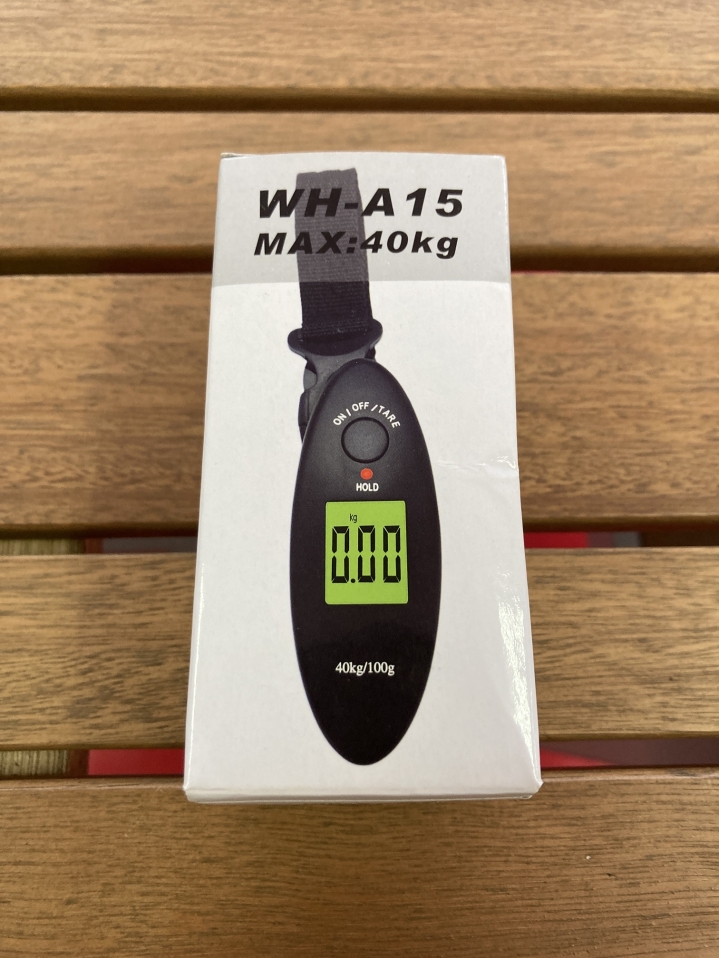 WH-A15
MAX:40kg
ON/OFF/TARE
HOLD
kg
0.00
40kg/100g